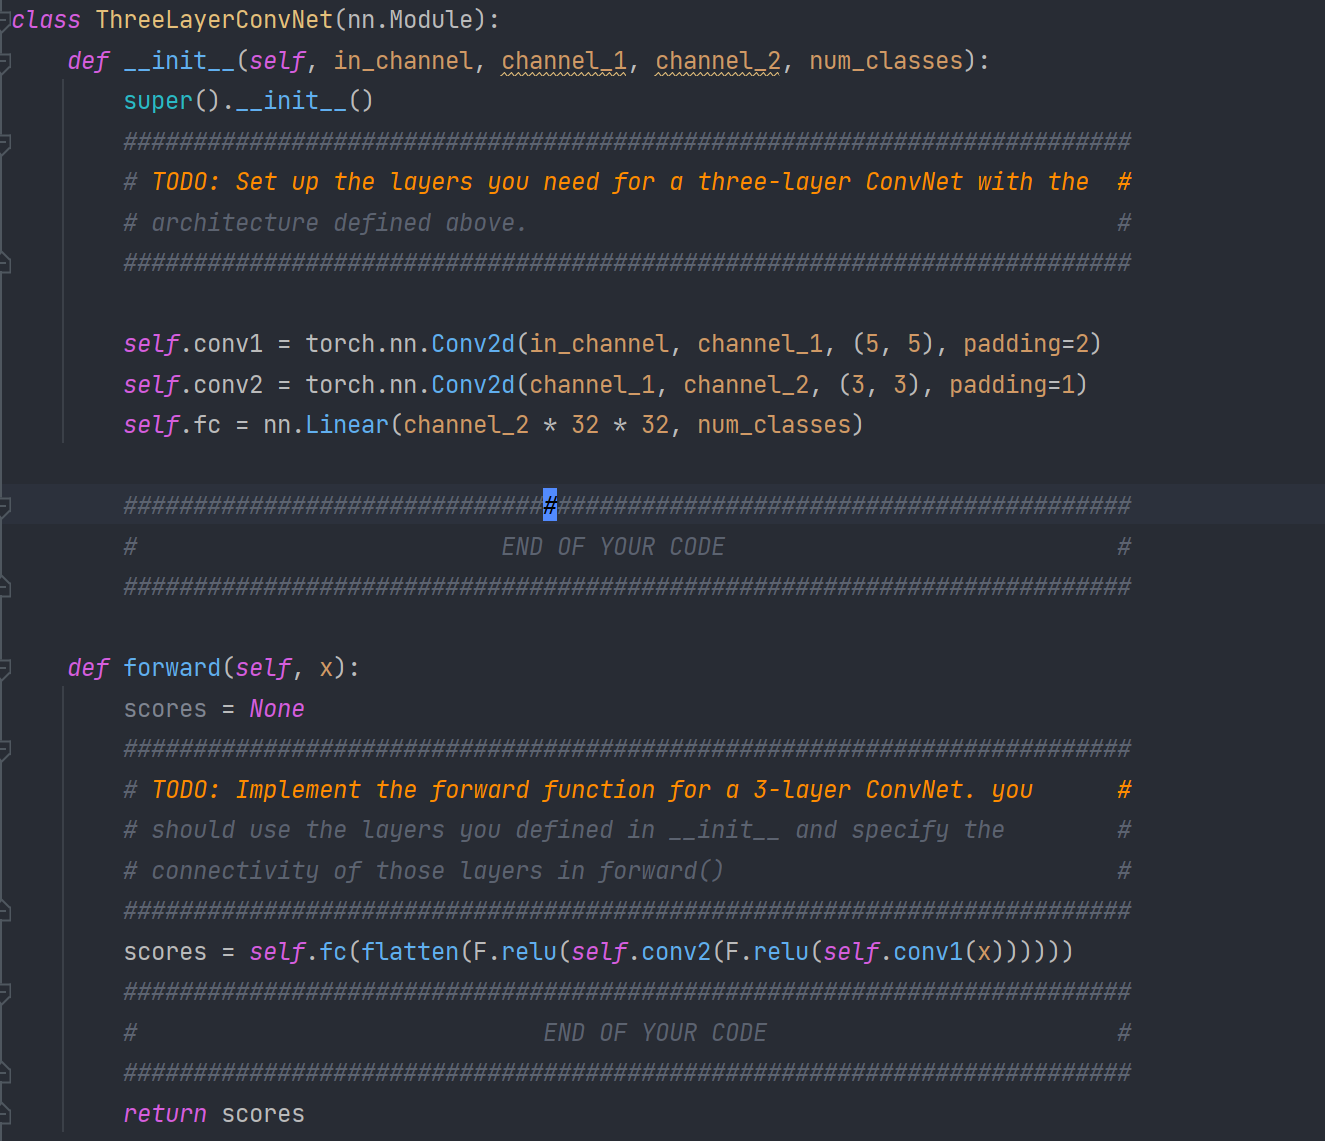 class ThreeLayerConvNet(nn.Module):
    def __init__(self, in_channel, channel_1, channel_2, num_classes):
        super().__init__()
        ########################################################################
        # TODO: Set up the layers you need for a three-layer ConvNet with the  #
        # architecture defined above.                                          #
        ########################################################################

        self.conv1 = torch.nn.Conv2d(in_channel, channel_1, (5, 5), padding=2)
        self.conv2 = torch.nn.Conv2d(channel_1, channel_2, (3, 3), padding=1)
        self.fc = nn.Linear(channel_2 * 32 * 32, num_classes)

        ########################################################################
        #                          END OF YOUR CODE                            #
        ########################################################################

    def forward(self, x):
        scores = None
        ########################################################################
        # TODO: Implement the forward function for a 3-layer ConvNet. you      #
        # should use the layers you defined in __init__ and specify the        #
        # connectivity of those layers in forward()                            #
        ########################################################################
        scores = self.fc(flatten(F.relu(self.conv2(F.relu(self.conv1(x))))))
        ########################################################################
        #                             END OF YOUR CODE                         #
        ########################################################################
        return scores